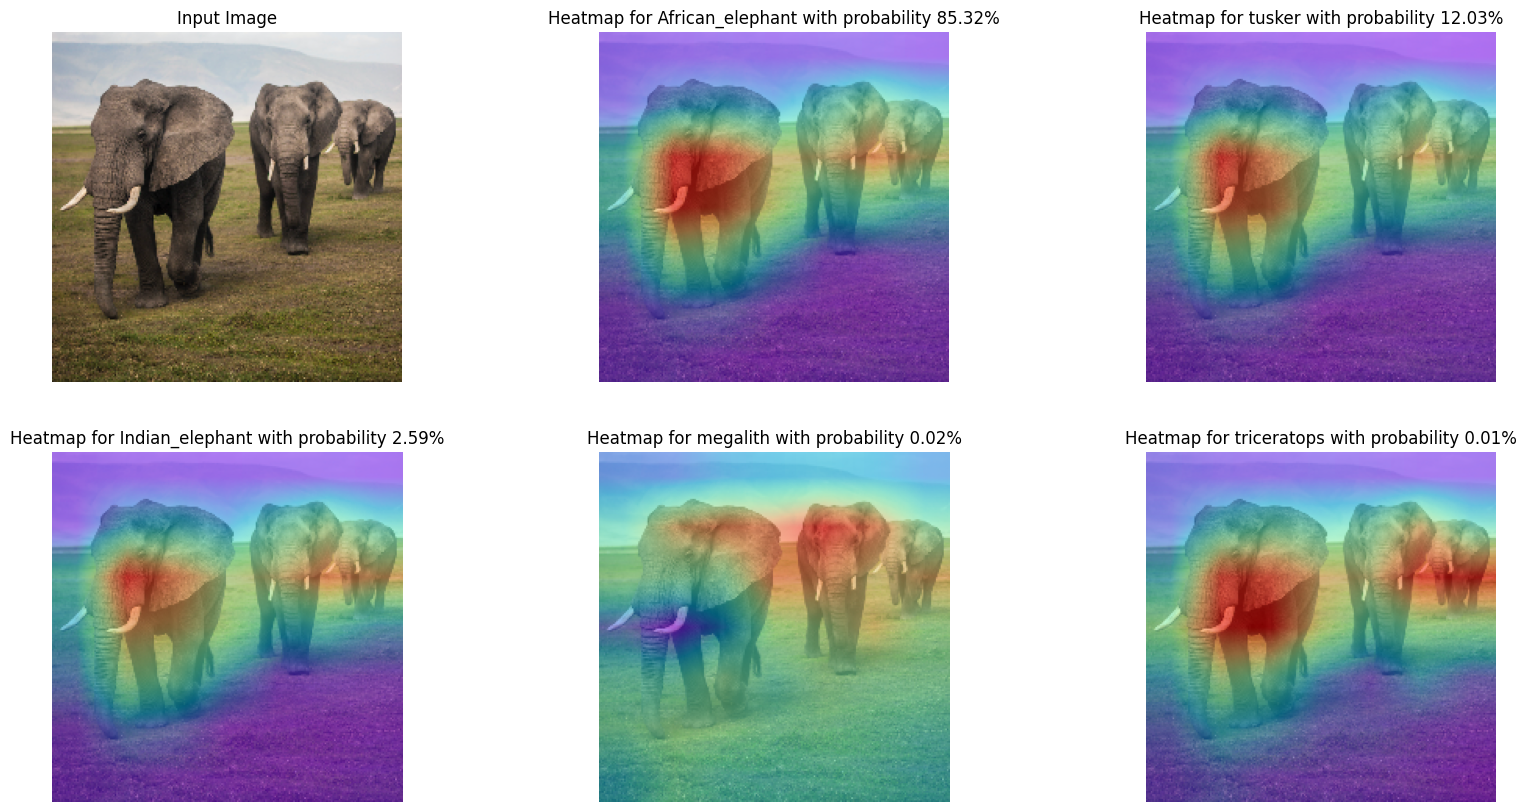 Input Image
Heatmap for African_elephant with probability 85.32%
Heatmap for tusker with probability 12.03%
Heatmap for Indian_elephant with probability 2.59%
Heatmap for megalith with probability 0.02%
Heatmap for triceratops with probability 0.01%